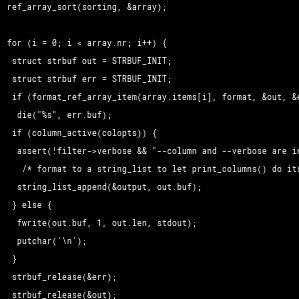 ref_array_sort(sorting, &array);
for (i = 0; i < array.nr; i++) {
struct strbuf out = STRBUF_INIT;
struct strbuf err = STRBUF_INIT;
if (format_ref_array_item(array.items[i], format, &out, &e
die("%s", err.buf);
if (column_active(colopts)) {
assert(!filter->verbose && "--column and --verbose are in
/* format to a string_list to let print_columns() do its
string_list_append(&output, out.buf);
} else {
fwrite(out.buf, 1, out.len, stdout);
putchar('\n');
}
strbuf_release(&err);
strbuf_release(&out);